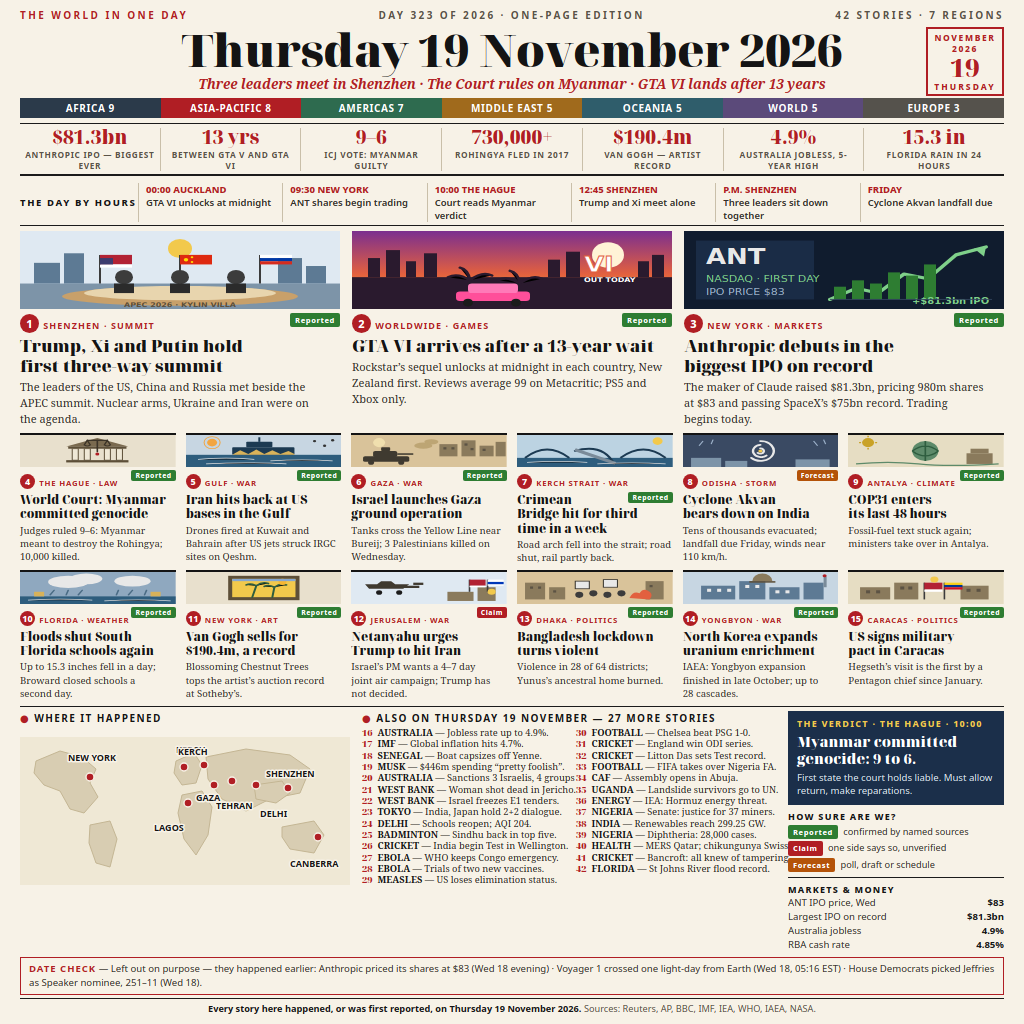 THE WORLD IN ONE DAY
DAY 323 OF 2026 · ONE-PAGE EDITION
42 STORIES · 7 REGIONS
Thursday 19 November 2026
Three leaders meet in Shenzhen · The Court rules on Myanmar · GTA VI lands after 13 years
NOVEMBER
2026
19
THURSDAY
AFRICA 9
ASIA-PACIFIC 8
AMERICAS 7
MIDDLE EAST 5
OCEANIA 5
WORLD 5
EUROPE 3
$81.3bn
ANTHROPIC IPO — BIGGEST
EVER
13 yrs
BETWEEN GTA V AND GTA
VI
9–6
ICJ VOTE: MYANMAR
GUILTY
730,000+
ROHINGYA FLED IN 2017
$190.4m
VAN GOGH — ARTIST
RECORD
4.9%
AUSTRALIA JOBLESS, 5-
YEAR HIGH
15.3 in
FLORIDA RAIN IN 24
HOURS
THE DAY BY HOURS
00:00 AUCKLAND
GTA VI unlocks at midnight
09:30 NEW YORK
ANT shares begin trading
10:00 THE HAGUE
Court reads Myanmar
verdict
12:45 SHENZHEN
Trump and Xi meet alone
P.M. SHENZHEN
Three leaders sit down
together
FRIDAY
Cyclone Akvan landfall due
APEC 2026 · KYLIN VILLA
1 SHENZHEN · SUMMIT
Reported
Trump, Xi and Putin hold
first three-way summit
The leaders of the US, China and Russia met beside the
APEC summit. Nuclear arms, Ukraine and Iran were on
the agenda.
VI
OUT TODAY
2 WORLDWIDE · GAMES
Reported
GTA VI arrives after a 13-year wait
Rockstar's sequel unlocks at midnight in each country, New
Zealand first. Reviews average 99 on Metacritic; PS5 and
Xbox only.
ANT
NASDAQ · FIRST DAY
IPO PRICE $83
+$81.3bn IPO
3 NEW YORK · MARKETS
Reported
Anthropic debuts in the
biggest IPO on record
The maker of Claude raised $81.3bn, pricing 980m shares
at $83 and passing SpaceX's $75bn record. Trading
begins today.
4 THE HAGUE · LAW
Reported
World Court: Myanmar
committed genocide
Judges ruled 9–6: Myanmar
meant to destroy the Rohingya;
10,000 killed.
5 GULF · WAR
Reported
Iran hits back at US
bases in the Gulf
Drones fired at Kuwait and
Bahrain after US jets struck IRGC
sites on Qeshm.
6 GAZA · WAR
Reported
Israel launches Gaza
ground operation
Tanks cross the Yellow Line near
Bureij; 3 Palestinians killed on
Wednesday.
7 KERCH STRAIT · WAR
Reported
Crimean
Bridge hit for third
time in a week
Road arch fell into the strait; road
shut, rail partly back.
8 ODISHA · STORM
Forecast
Cyclone Akvan
bears down on India
Tens of thousands evacuated;
landfall due Friday, winds near
110 km/h.
9 ANTALYA · CLIMATE
Reported
COP31 enters
its last 48 hours
Fossil-fuel text stuck again;
ministers take over in Antalya.
10 FLORIDA · WEATHER
Reported
Floods shut South
Florida schools again
Up to 15.3 inches fell in a day;
Broward closed schools a
second day.
11 NEW YORK · ART
Reported
Van Gogh sells for
$190.4m, a record
Blossoming Chestnut Trees
tops the artist's auction record
at Sotheby's.
12 JERUSALEM · WAR
Claim
Netanyahu urges
Trump to hit Iran
Israel's PM wants a 4–7 day
joint air campaign; Trump has
not decided.
13 DHAKA · POLITICS
Reported
Bangladesh lockdown
turns violent
Violence in 28 of 64 districts;
Yunus's ancestral home burned.
14 YONGBYON · WAR
Reported
North Korea expands
uranium enrichment
IAEA: Yongbyon expansion
finished in late October; up to
28 cascades.
15 CARACAS · POLITICS
Reported
US signs military
pact in Caracas
Hegseth's visit is the first by a
Pentagon chief since January.
WHERE IT HAPPENED
NEW YORK
KERCH
SHENZHEN
GAZA
TEHRAN
DELHI
LAGOS
CANBERRA
ALSO ON THURSDAY 19 NOVEMBER — 27 MORE STORIES
16 AUSTRALIA — Jobless rate up to 4.9%.
17 IMF — Global inflation hits 4.7%.
18 SENEGAL — Boat capsizes off Yenne.
19 MUSK — $446m spending “pretty foolish”.
20 AUSTRALIA — Sanctions 3 Israelis, 4 groups
21 WEST BANK — Woman shot dead in Jericho.
22 WEST BANK — Israel freezes E1 tenders.
23 TOKYO — India, Japan hold 2+2 dialogue.
24 DELHI — Schools reopen; AQI 204.
25 BADMINTON — Sindhu back in top five.
26 CRICKET — India begin Test in Wellington.
27 EBOLA — WHO keeps Congo emergency.
28 EBOLA — Trials of two new vaccines.
29 MEASLES — US loses elimination status.
30 FOOTBALL — Chelsea beat PSG 1-0.
31 CRICKET — England win ODI series.
32 CRICKET — Litton Das sets Test record.
33 FOOTBALL — FIFA takes over Nigeria FA.
34 CAF — Assembly opens in Abuja.
35 UGANDA — Landslide survivors go to UN.
36 ENERGY — IEA: Hormuz energy threat.
37 NIGERIA — Senate: justice for 37 miners.
38 INDIA — Renewables reach 299.25 GW.
39 NIGERIA — Diphtheria: 28,000 cases.
40 HEALTH — MERS Qatar; chikungunya Swiss
41 CRICKET — Bancroft: all knew of tampering
42 FLORIDA — St Johns River flood record.
THE VERDICT · THE HAGUE · 10:00
Myanmar committed
genocide: 9 to 6.
First state the court holds liable. Must allow
return, make reparations.
HOW SURE ARE WE?
Reported confirmed by named sources
Claim one side says so, unverified
Forecast poll, draft or schedule
MARKETS & MONEY
ANT IPO price, Wed $83
Largest IPO on record $81.3bn
Australia jobless 4.9%
RBA cash rate 4.85%
DATE CHECK — Left out on purpose — they happened earlier: Anthropic priced its shares at $83 (Wed 18 evening) · Voyager 1 crossed one light-day from Earth (Wed 18, 05:16 EST) · House Democrats picked Jeffries
as Speaker nominee, 251–11 (Wed 18).
Every story here happened, or was first reported, on Thursday 19 November 2026. Sources: Reuters, AP, BBC, IMF, IEA, WHO, IAEA, NASA.